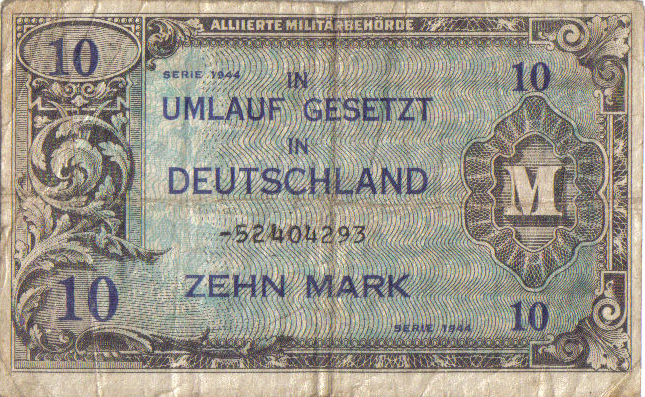 ALLIIERTE MILITÄRBEHÖRDE
10
SERIE 1944
10
IN
UMLAUF GESETZT
IN
DEUTSCHLAND
M
-52404293
10
ZEHN MARK
SERIE 1944
10